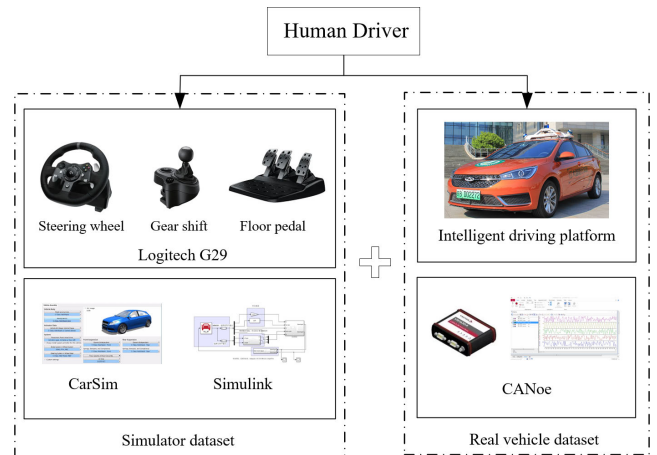 Human Driver
Steering wheel
Gear shift
Floor pedal
Logitech G29
CarSim
Simulink
Simulator dataset
Intelligent driving platform
CANoe
Real vehicle dataset